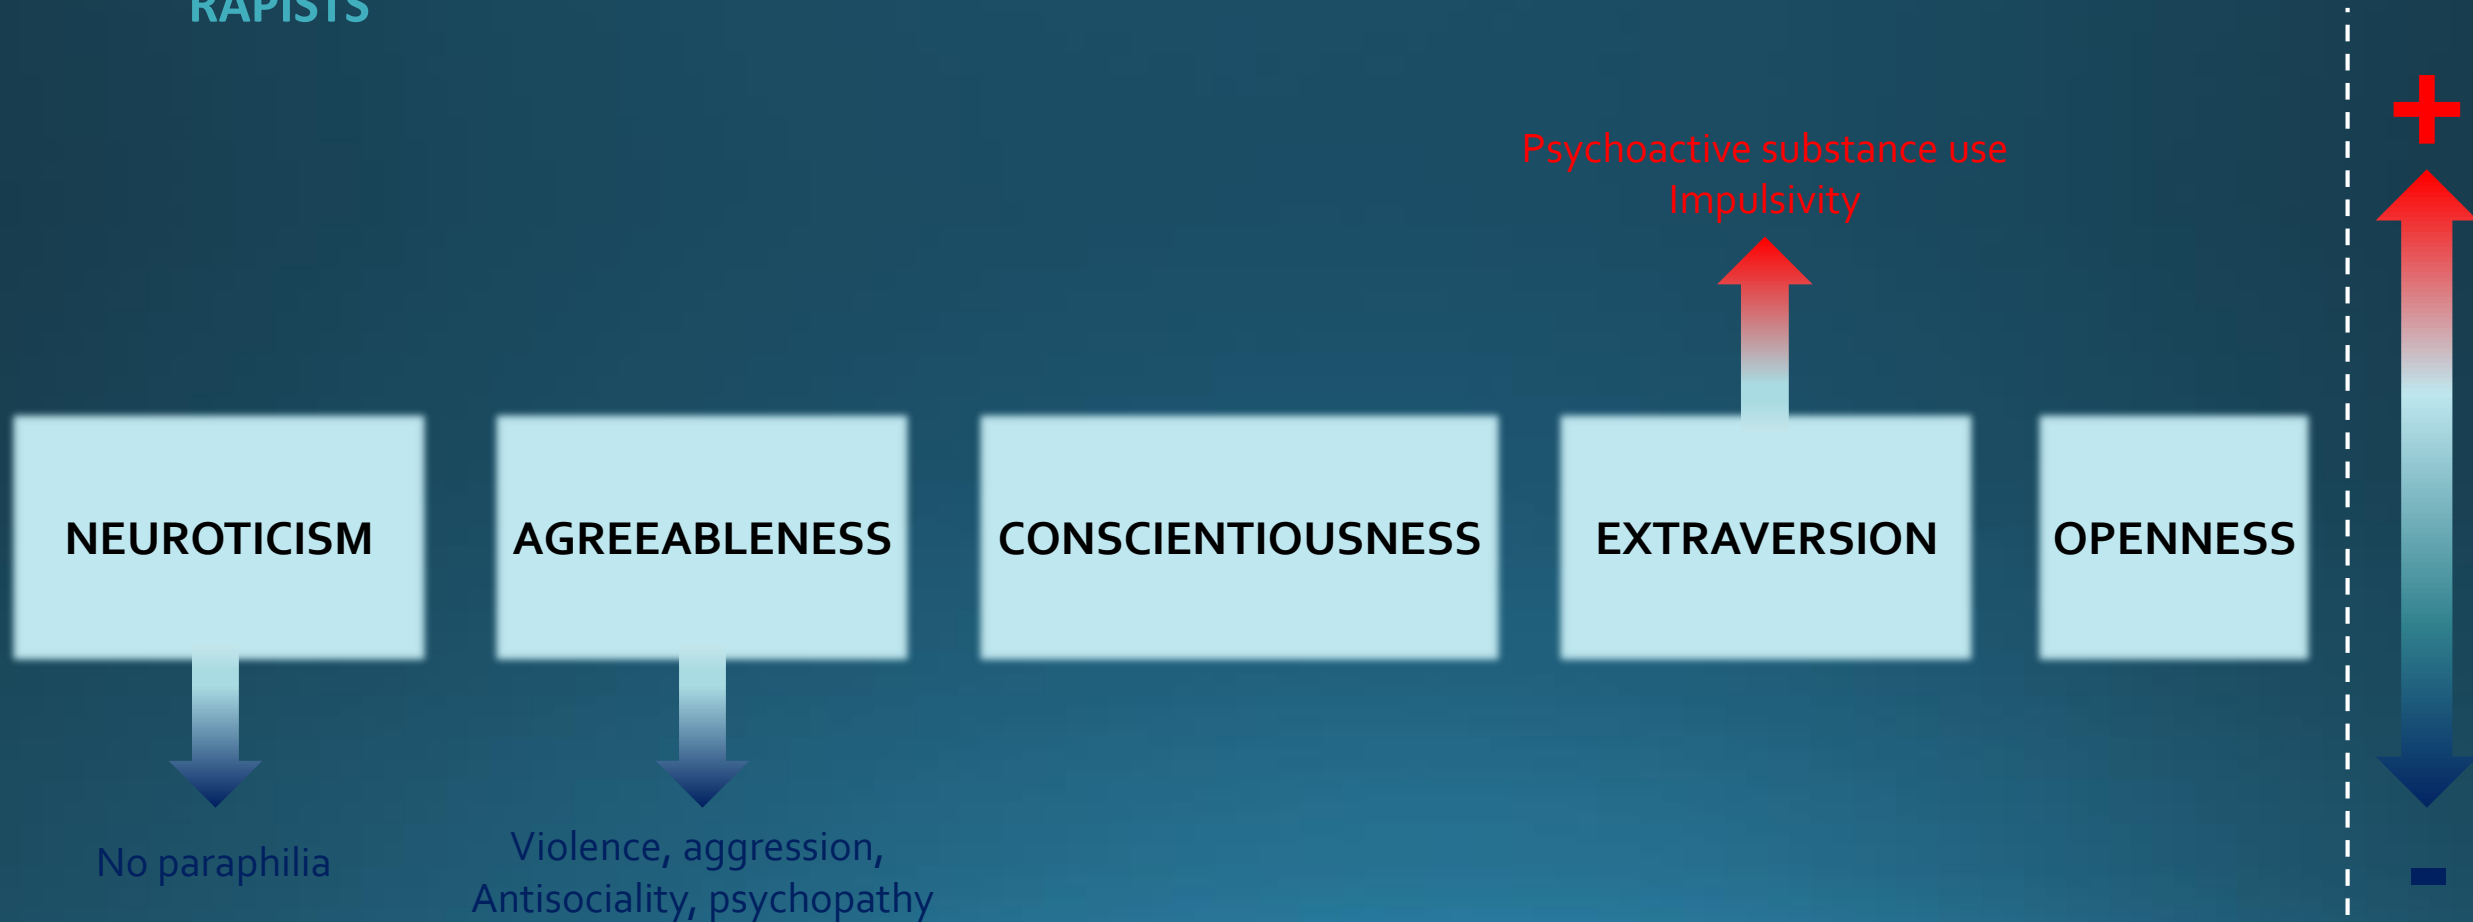 RAPISTS
+
Psychoactive substance use
Impulsivity
NEUROTICISM
AGREEABLENESS
CONSCIENTIOUSNESS
EXTRAVERSION
OPENNESS
No paraphilia
Violence, aggression,
Antisociality, psychopathy
-